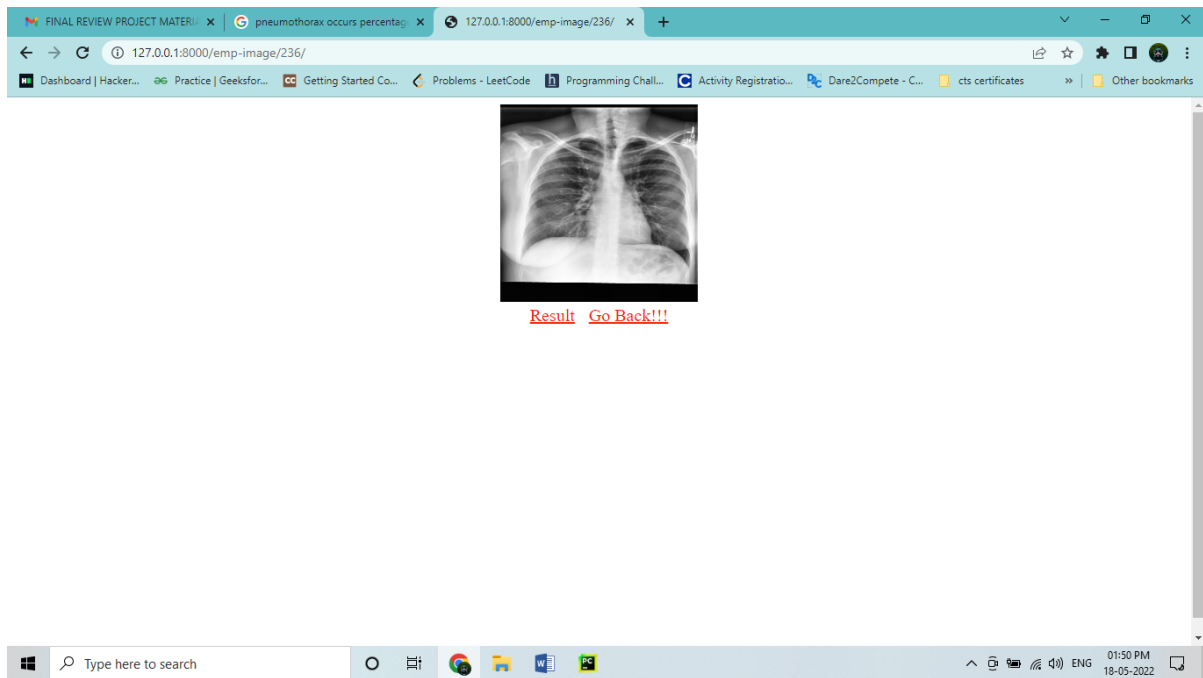 FINAL REVIEW PROJECT MATERI
pneumothorax occurs percentag
127.0.0.1:8000/emp-image/236/
127.0.0.1:8000/emp-image/236/
Dashboard | Hacker... Practice | Geeksfor... Getting Started Co... Problems - LeetCode Programming Chall... Activity Registratio... Dare2Compete - C... cts certificates » Other bookmarks
Result Go Back!!!
Type here to search
ENG
01:50 PM
18-05-2022